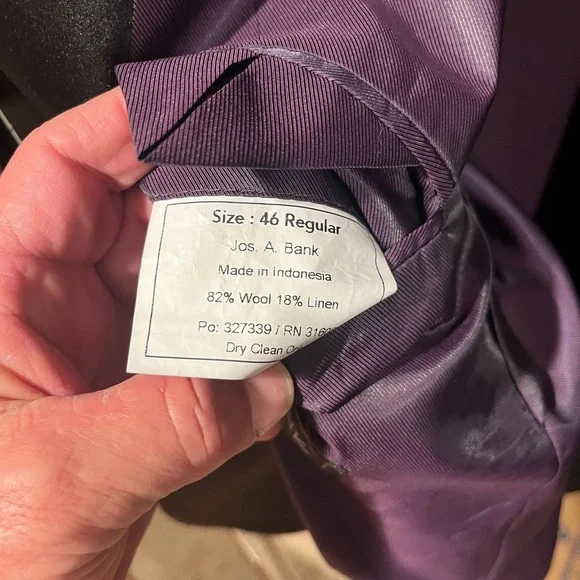 Size : 46 Regular
Jos. A. Bank
Made in Indonesia
82% Wool 18% Linen
Po: 327339 / RN
Dry Clean